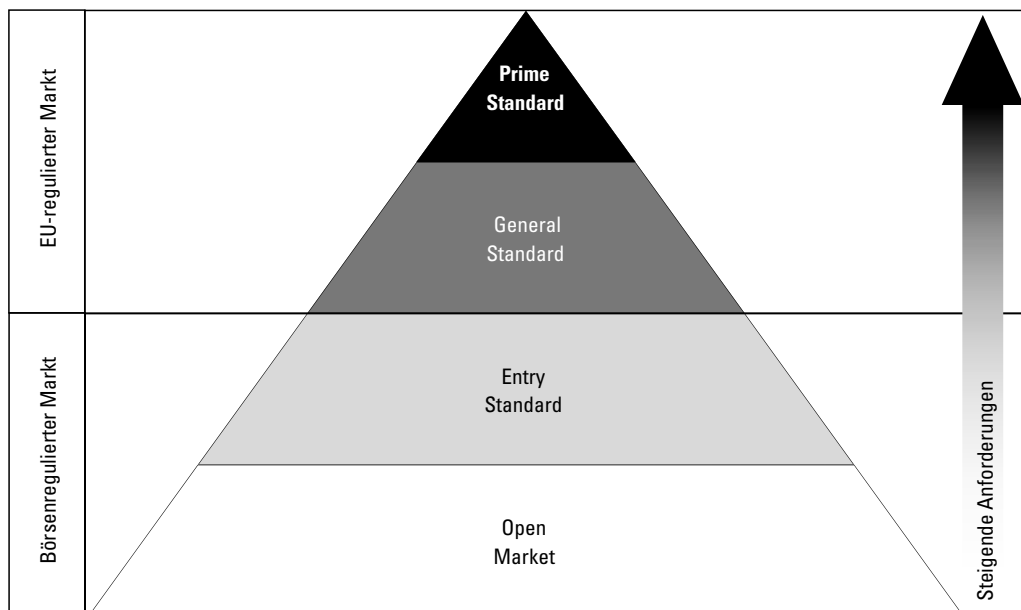 EU-regulierter Markt
Prime
Standard
General
Standard
Börsenregulierter Markt
Entry
Standard
Open
Market
Steigende Anforderungen